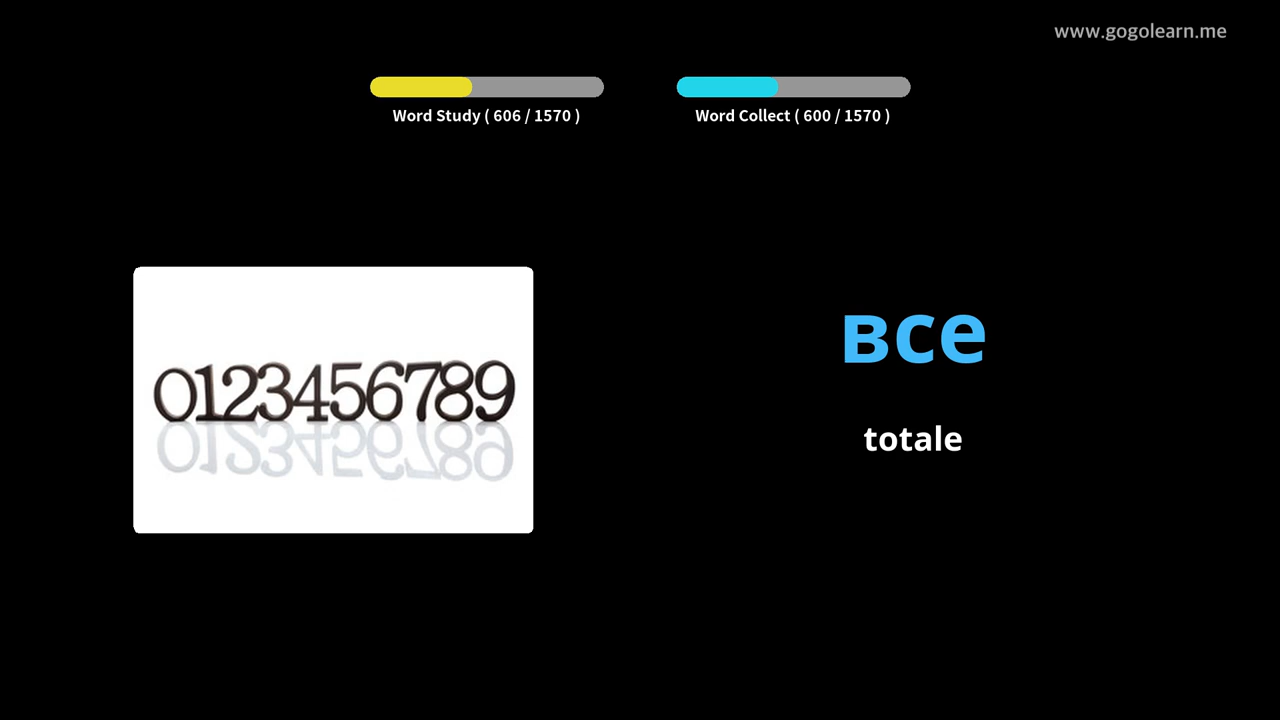 www.gogolearn.me
Word Study ( 606 / 1570 )
Word Collect ( 600 / 1570 )
все
0123456789
totale